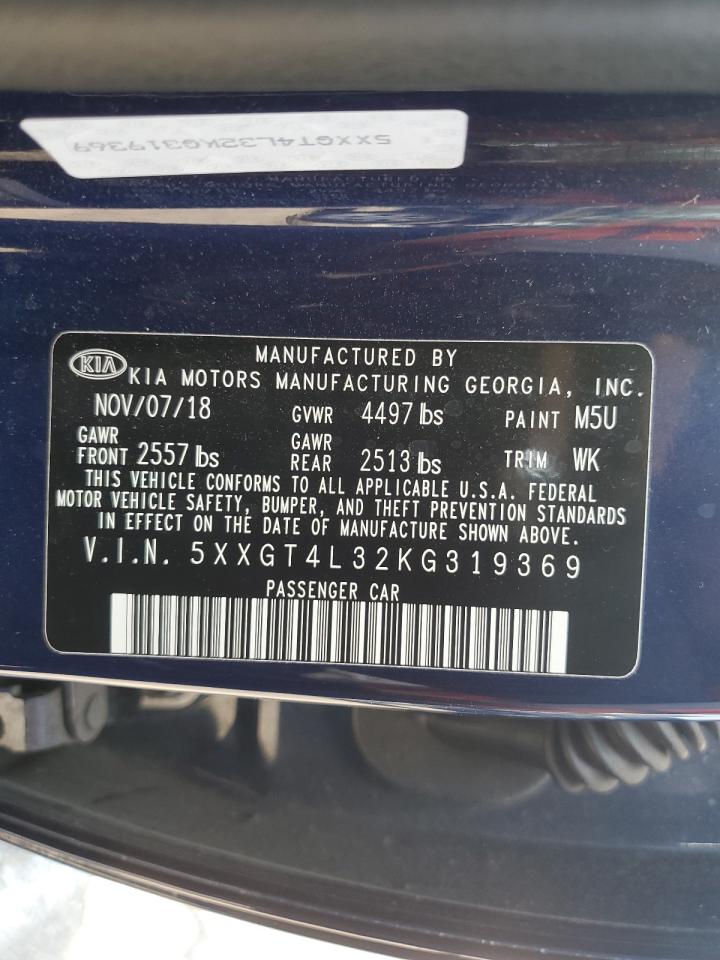 5XXGT4L32KG319369
KIA
MANUFACTURED BY
KIA MOTORS MANUFACTURING GEORGIA, INC.
NOV/07/18 GVWR 4497 lbs PAINT M5U
GAWR FRONT 2557 lbs GAWR REAR 2513 lbs TRIM WK
THIS VEHICLE CONFORMS TO ALL APPLICABLE U.S.A. FEDERAL
MOTOR VEHICLE SAFETY, BUMPER, AND THEFT PREVENTION STANDARDS
IN EFFECT ON THE DATE OF MANUFACTURE SHOWN ABOVE.
V.I.N. 5XXGT4L32KG319369
PASSENGER CAR